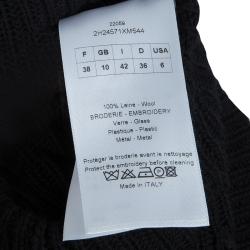 22059
2H24571XM544
F GB I D USA
38 10 42 36 6
100% Laine - Wool
BRODERIE - EMBROIDERY
Verre - Glass
Plastique - Plastic
Métal - Metal
Protéger la broderie avant le nettoyage
Protect the embroidery before cleaning
Made in ITALY